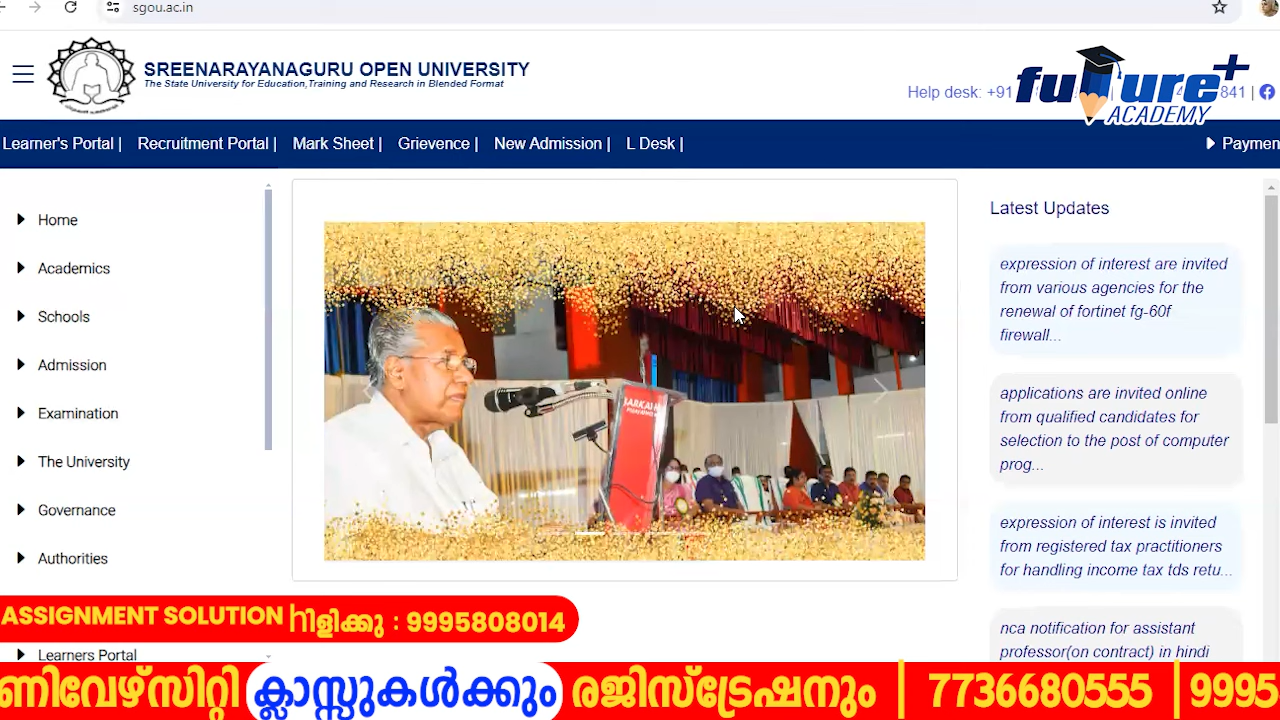 sgou.ac.in
SREENARAYANAGURU OPEN UNIVERSITY
The State University for Education,Training and Research in Blended Format
Help desk: +91
841 |
future+
ACADEMY
Learner's Portal | Recruitment Portal | Mark Sheet | Grievence | New Admission | L Desk |
Paymen
Home
Academics
Schools
Admission
Examination
The University
Governance
Authorities
Learners Portal
Latest Updates
expression of interest are invited
from various agencies for the
renewal of fortinet fg-60f
firewall...
applications are invited online
from qualified candidates for
selection to the post of computer
prog...
expression of interest is invited
from registered tax practitioners
for handling income tax tds retu...
nca notification for assistant
professor(on contract) in hindi
ASSIGNMENT SOLUTION വിളിക്കു : 9995808014
ണിവേഴ്സിറ്റി ക്ലാസ്സുകൾക്കും രജിസ്ട്രേഷനും | 7736680555 | 9995